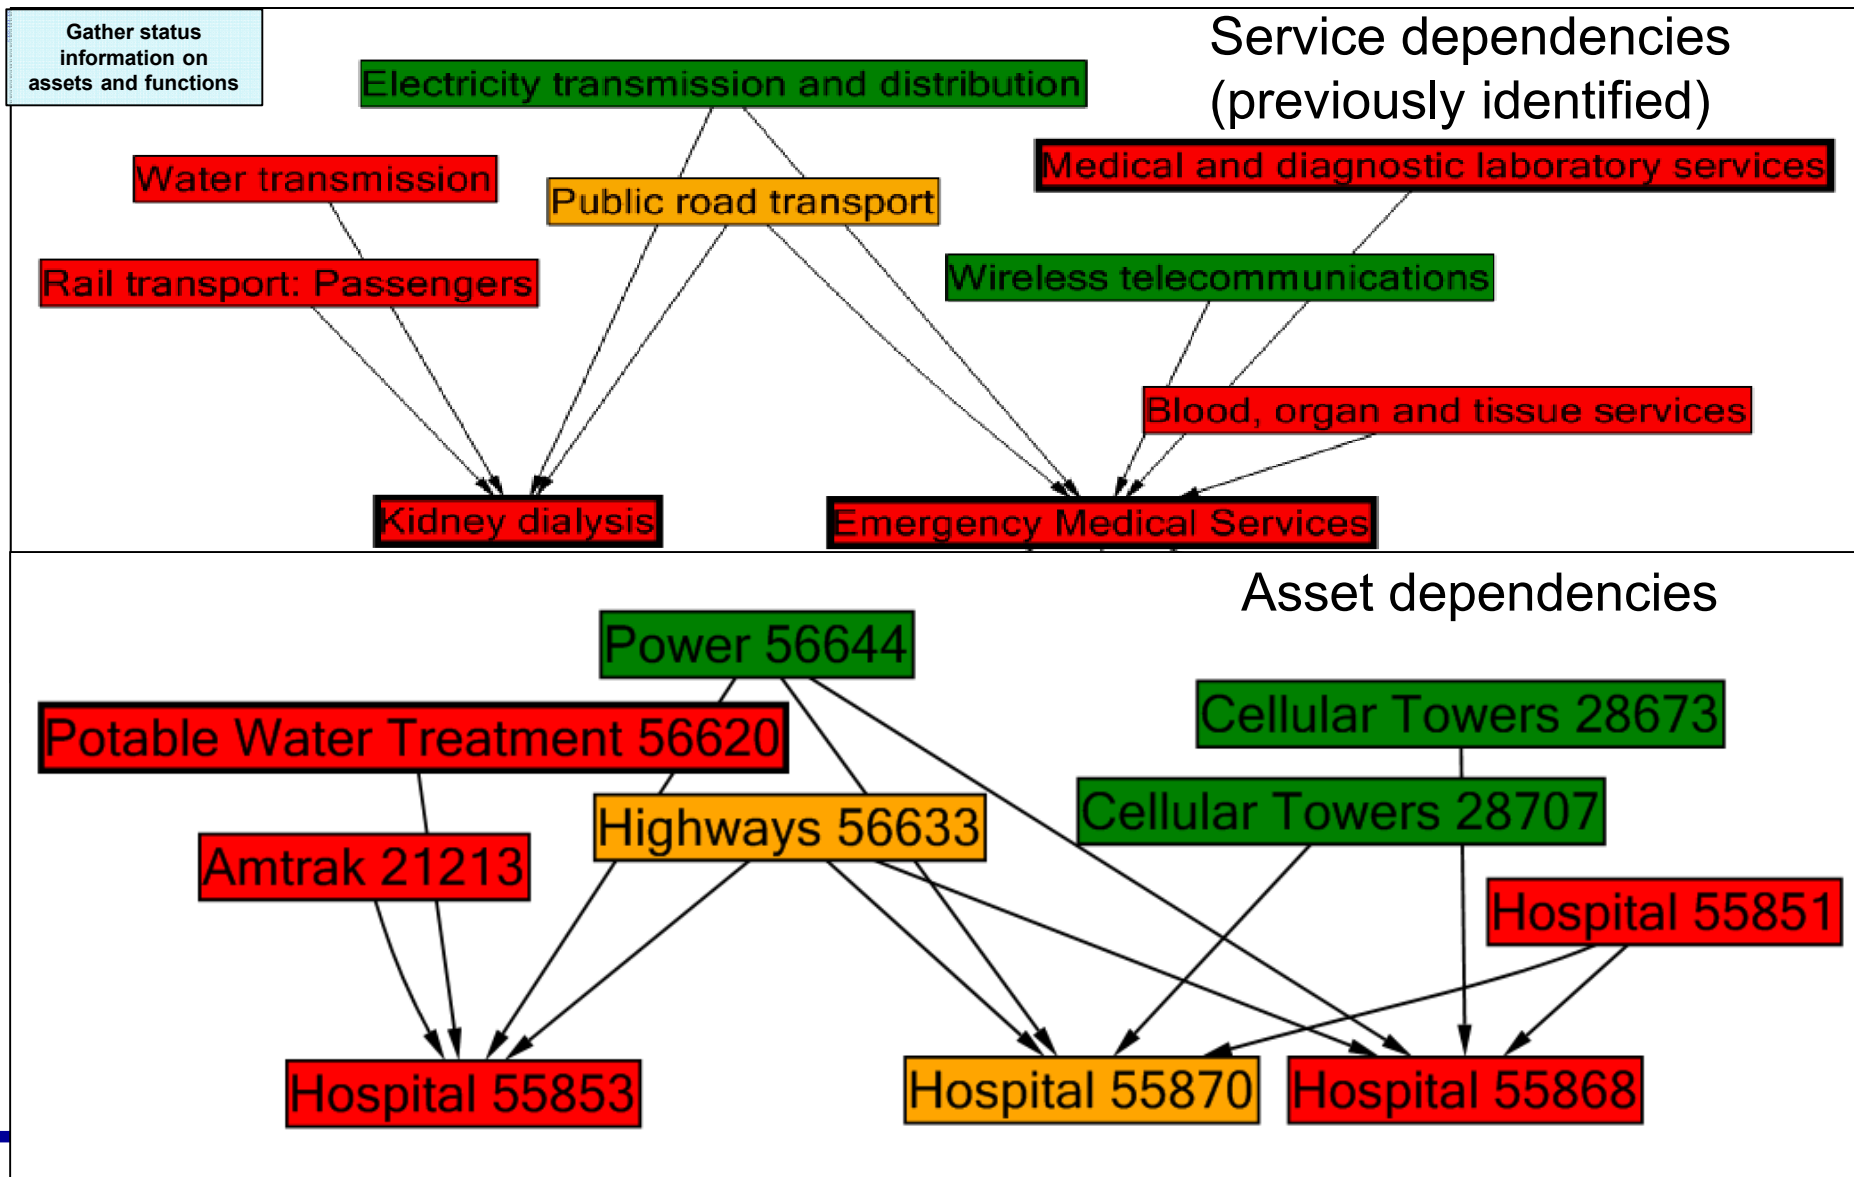 Gather status
information on
assets and functions
Service dependencies
(previously identified)
Electricity transmission and distribution
Water transmission
Medical and diagnostic laboratory services
Public road transport
Rail transport: Passengers
Wireless telecommunications
Blood, organ and tissue services
Kidney dialysis
Emergency Medical Services
Asset dependencies
Power 56644
Potable Water Treatment 56620
Cellular Towers 28673
Highways 56633
Cellular Towers 28707
Amtrak 21213
Hospital 55851
Hospital 55853
Hospital 55870
Hospital 55868